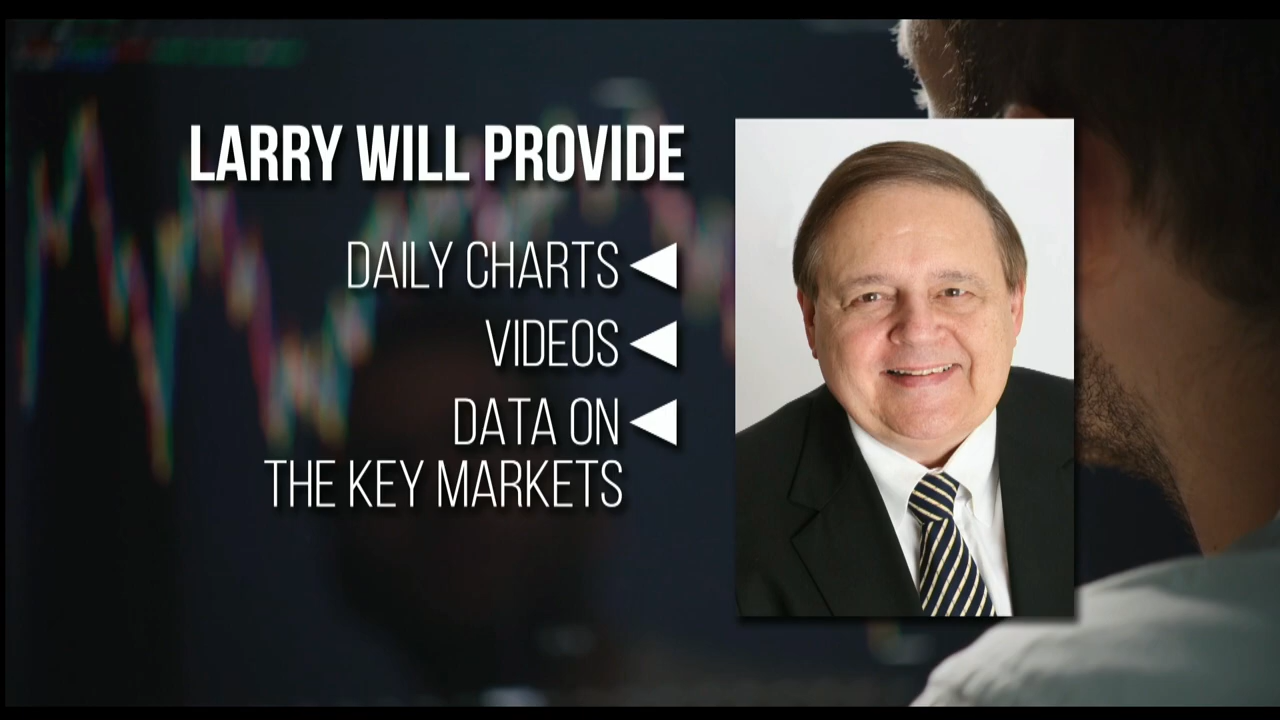 LARRY WILL PROVIDE
DAILY CHARTS
VIDEOS
DATA ON
THE KEY MARKETS